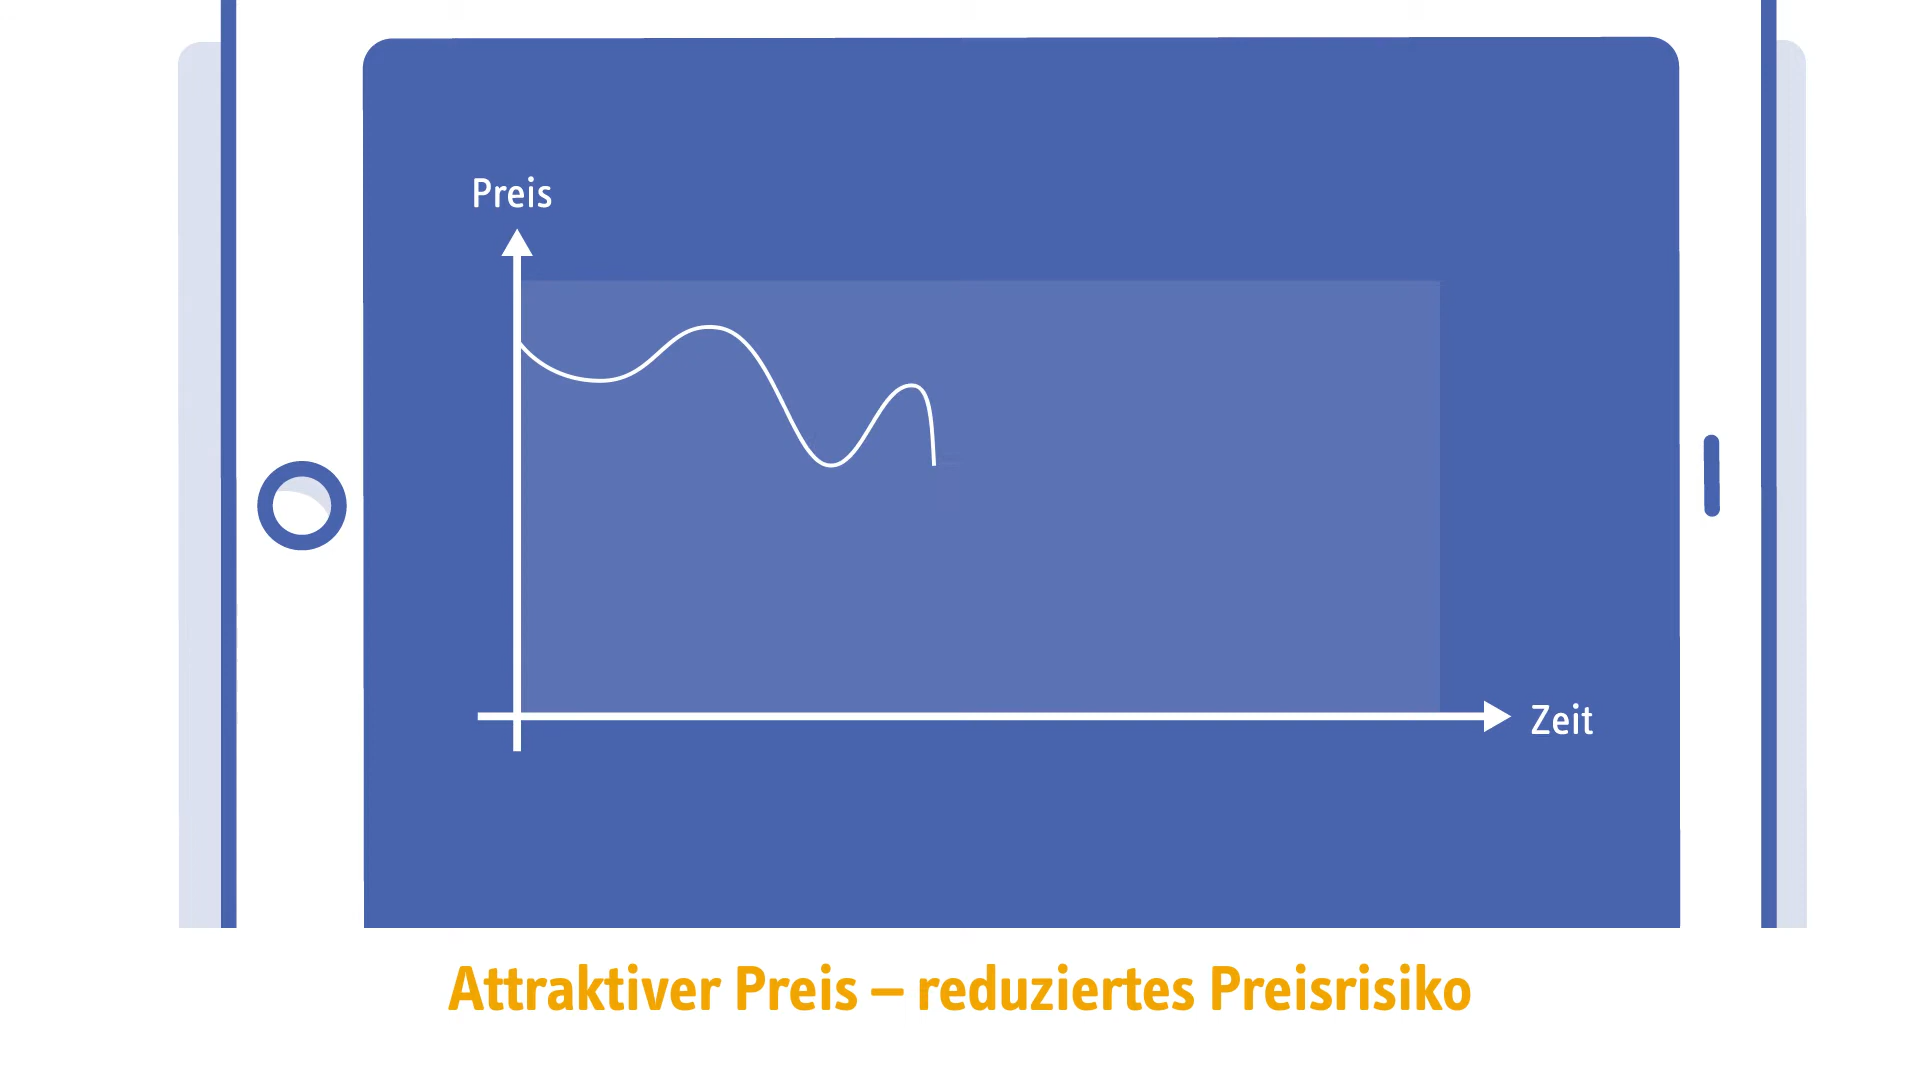 Preis
Zeit
Attraktiver Preis – reduziertes Preisrisiko